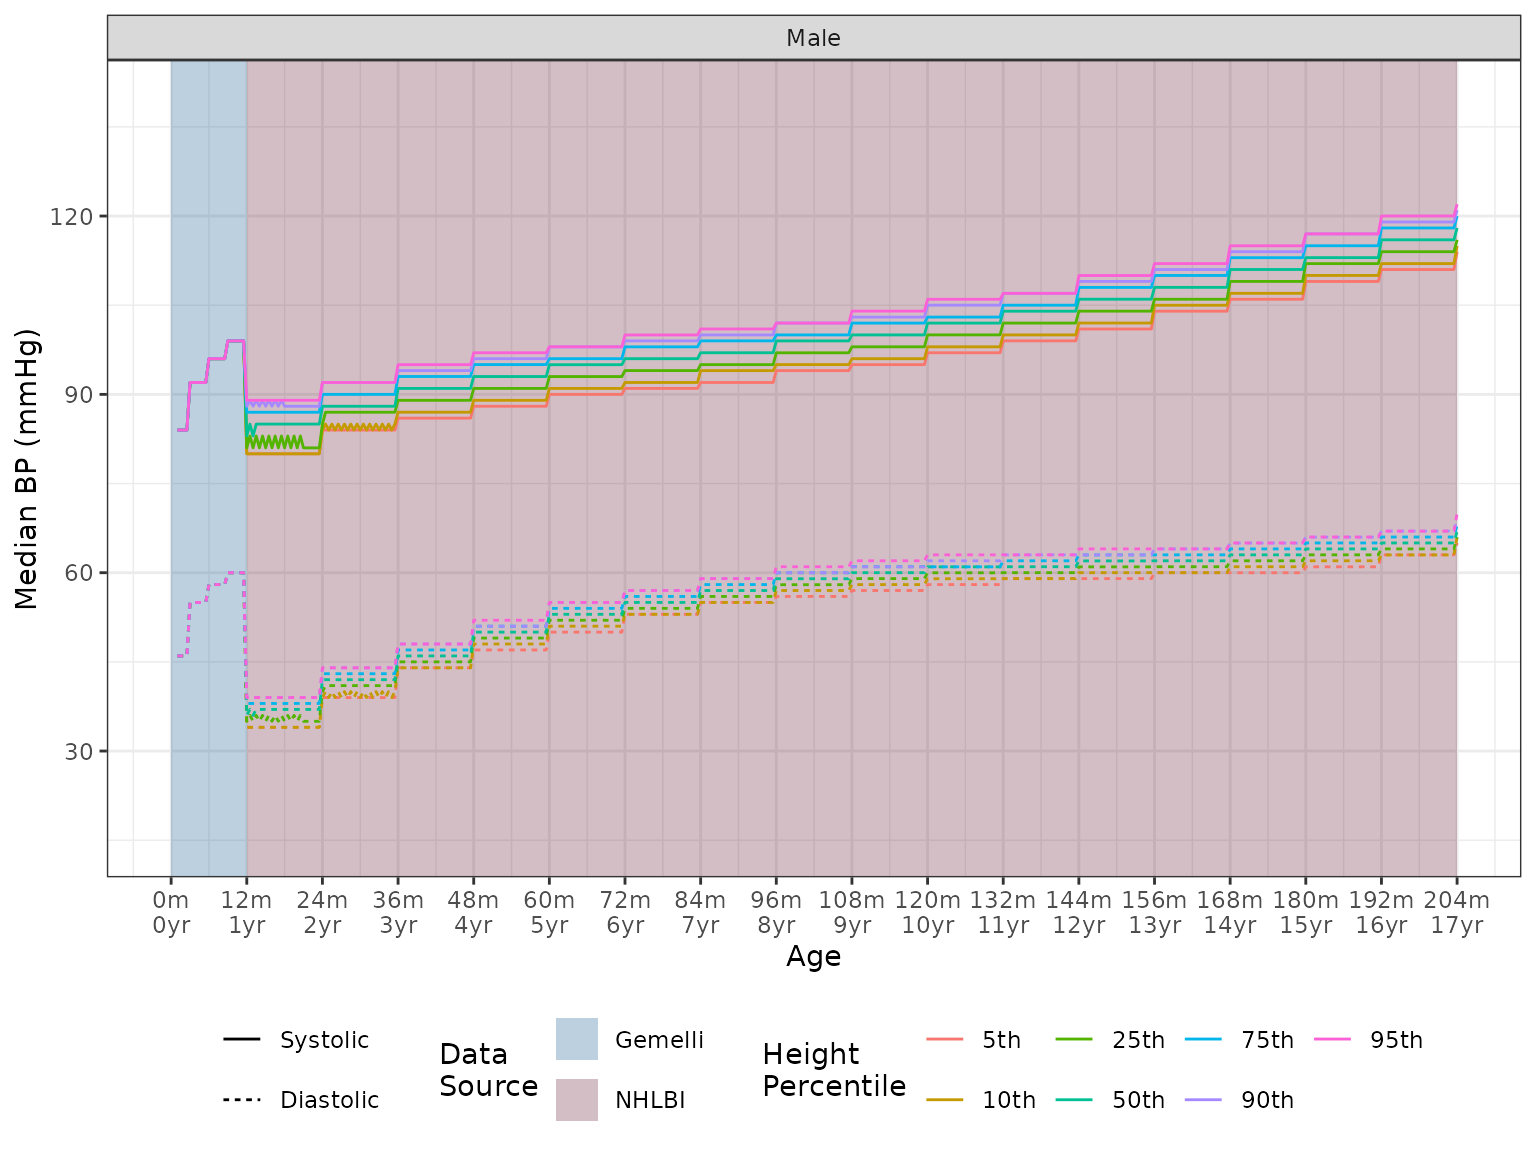 Male
Median BP (mmHg)
120
90
60
30
0m 12m 24m 36m 48m 60m 72m 84m 96m 108m 120m 132m 144m 156m 168m 180m 192m 204m
0yr 1yr 2yr 3yr 4yr 5yr 6yr 7yr 8yr 9yr 10yr 11yr 12yr 13yr 14yr 15yr 16yr 17yr
Age
Systolic
Diastolic
Data
Source
Gemelli
NHLBI
Height
Percentile
5th 25th 75th 95th
10th 50th 90th